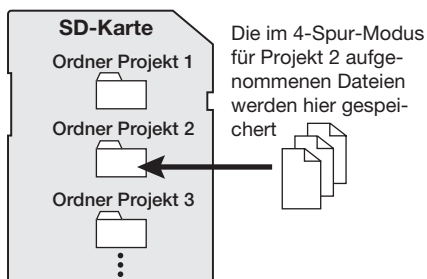 SD-Karte
Ordner Projekt 1
Ordner Projekt 2
Ordner Projekt 3
Die im 4-Spur-Modus
für Projekt 2 aufge-
nommenen Dateien
werden hier gespei-
chert